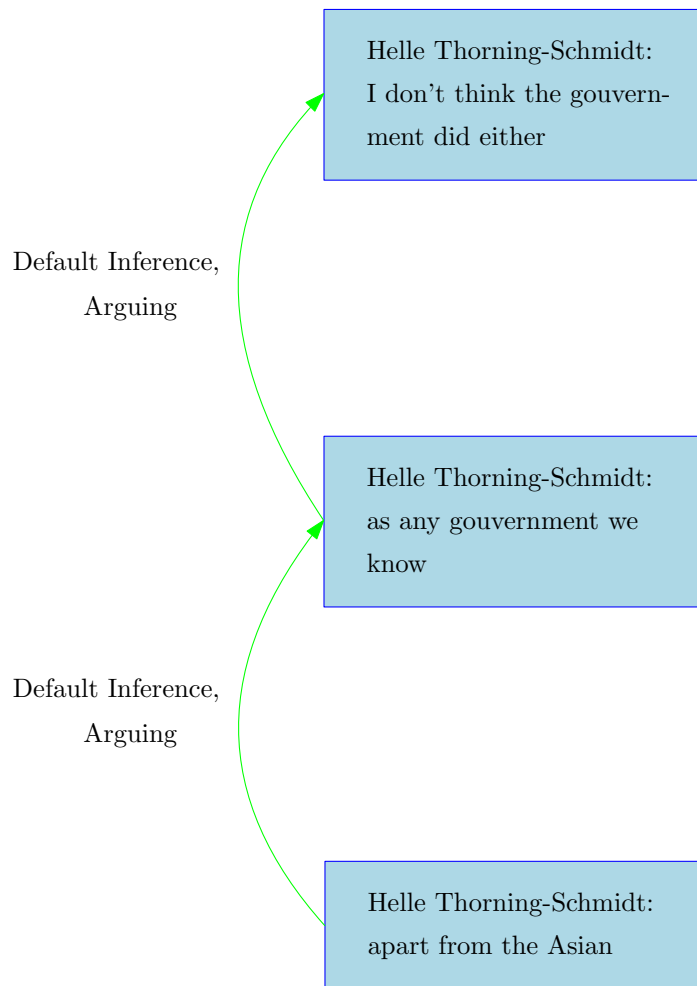 Helle Thorning-Schmidt:
I don't think the gouvern-
ment did either
Default Inference,
Arguing
Helle Thorning-Schmidt:
as any gouvernment we
know
Default Inference,
Arguing
Helle Thorning-Schmidt:
apart from the Asian